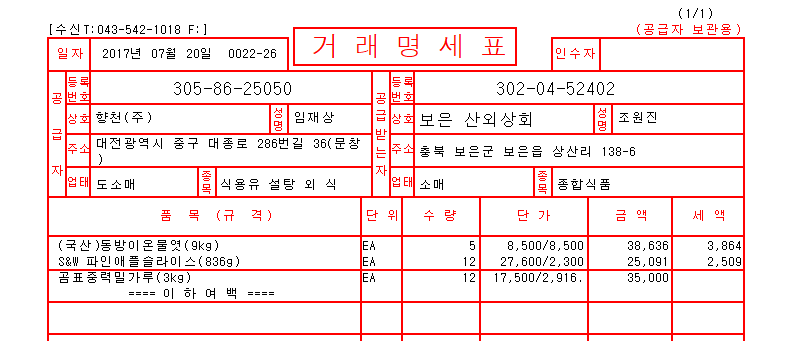 (1/1)
[수신T:043-542-1018 F:] (공급자 보관용)
일자 2017년 07월 20일 0022-26 거 래 명 세 표 인수자
공급자 등록번호 305-86-25050 공급받는자 등록번호 302-04-52402
상호 향천(주) 성명 임재상 상호 보은 산외상회 성명 조원진
주소 대전광역시 중구 대종로 286번길 36(문창) 주소 충북 보은군 보은읍 상산리 138-6
업태 도소매 종목 식용유 설탕 외 식 업태 소매 종목 종합식품
품 목 (규 격) 단 위 수 량 단 가 금 액 세 액
(국산)동방이온물엿(9kg) EA 5 8,500/8,500 38,636 3,864
S&W 파인애플슬라이스(836g) EA 12 27,600/2,300 25,091 2,509
곰표중력밀가루(3kg) EA 12 17,500/2,916. 35,000
==== 이 하 여 백 ====